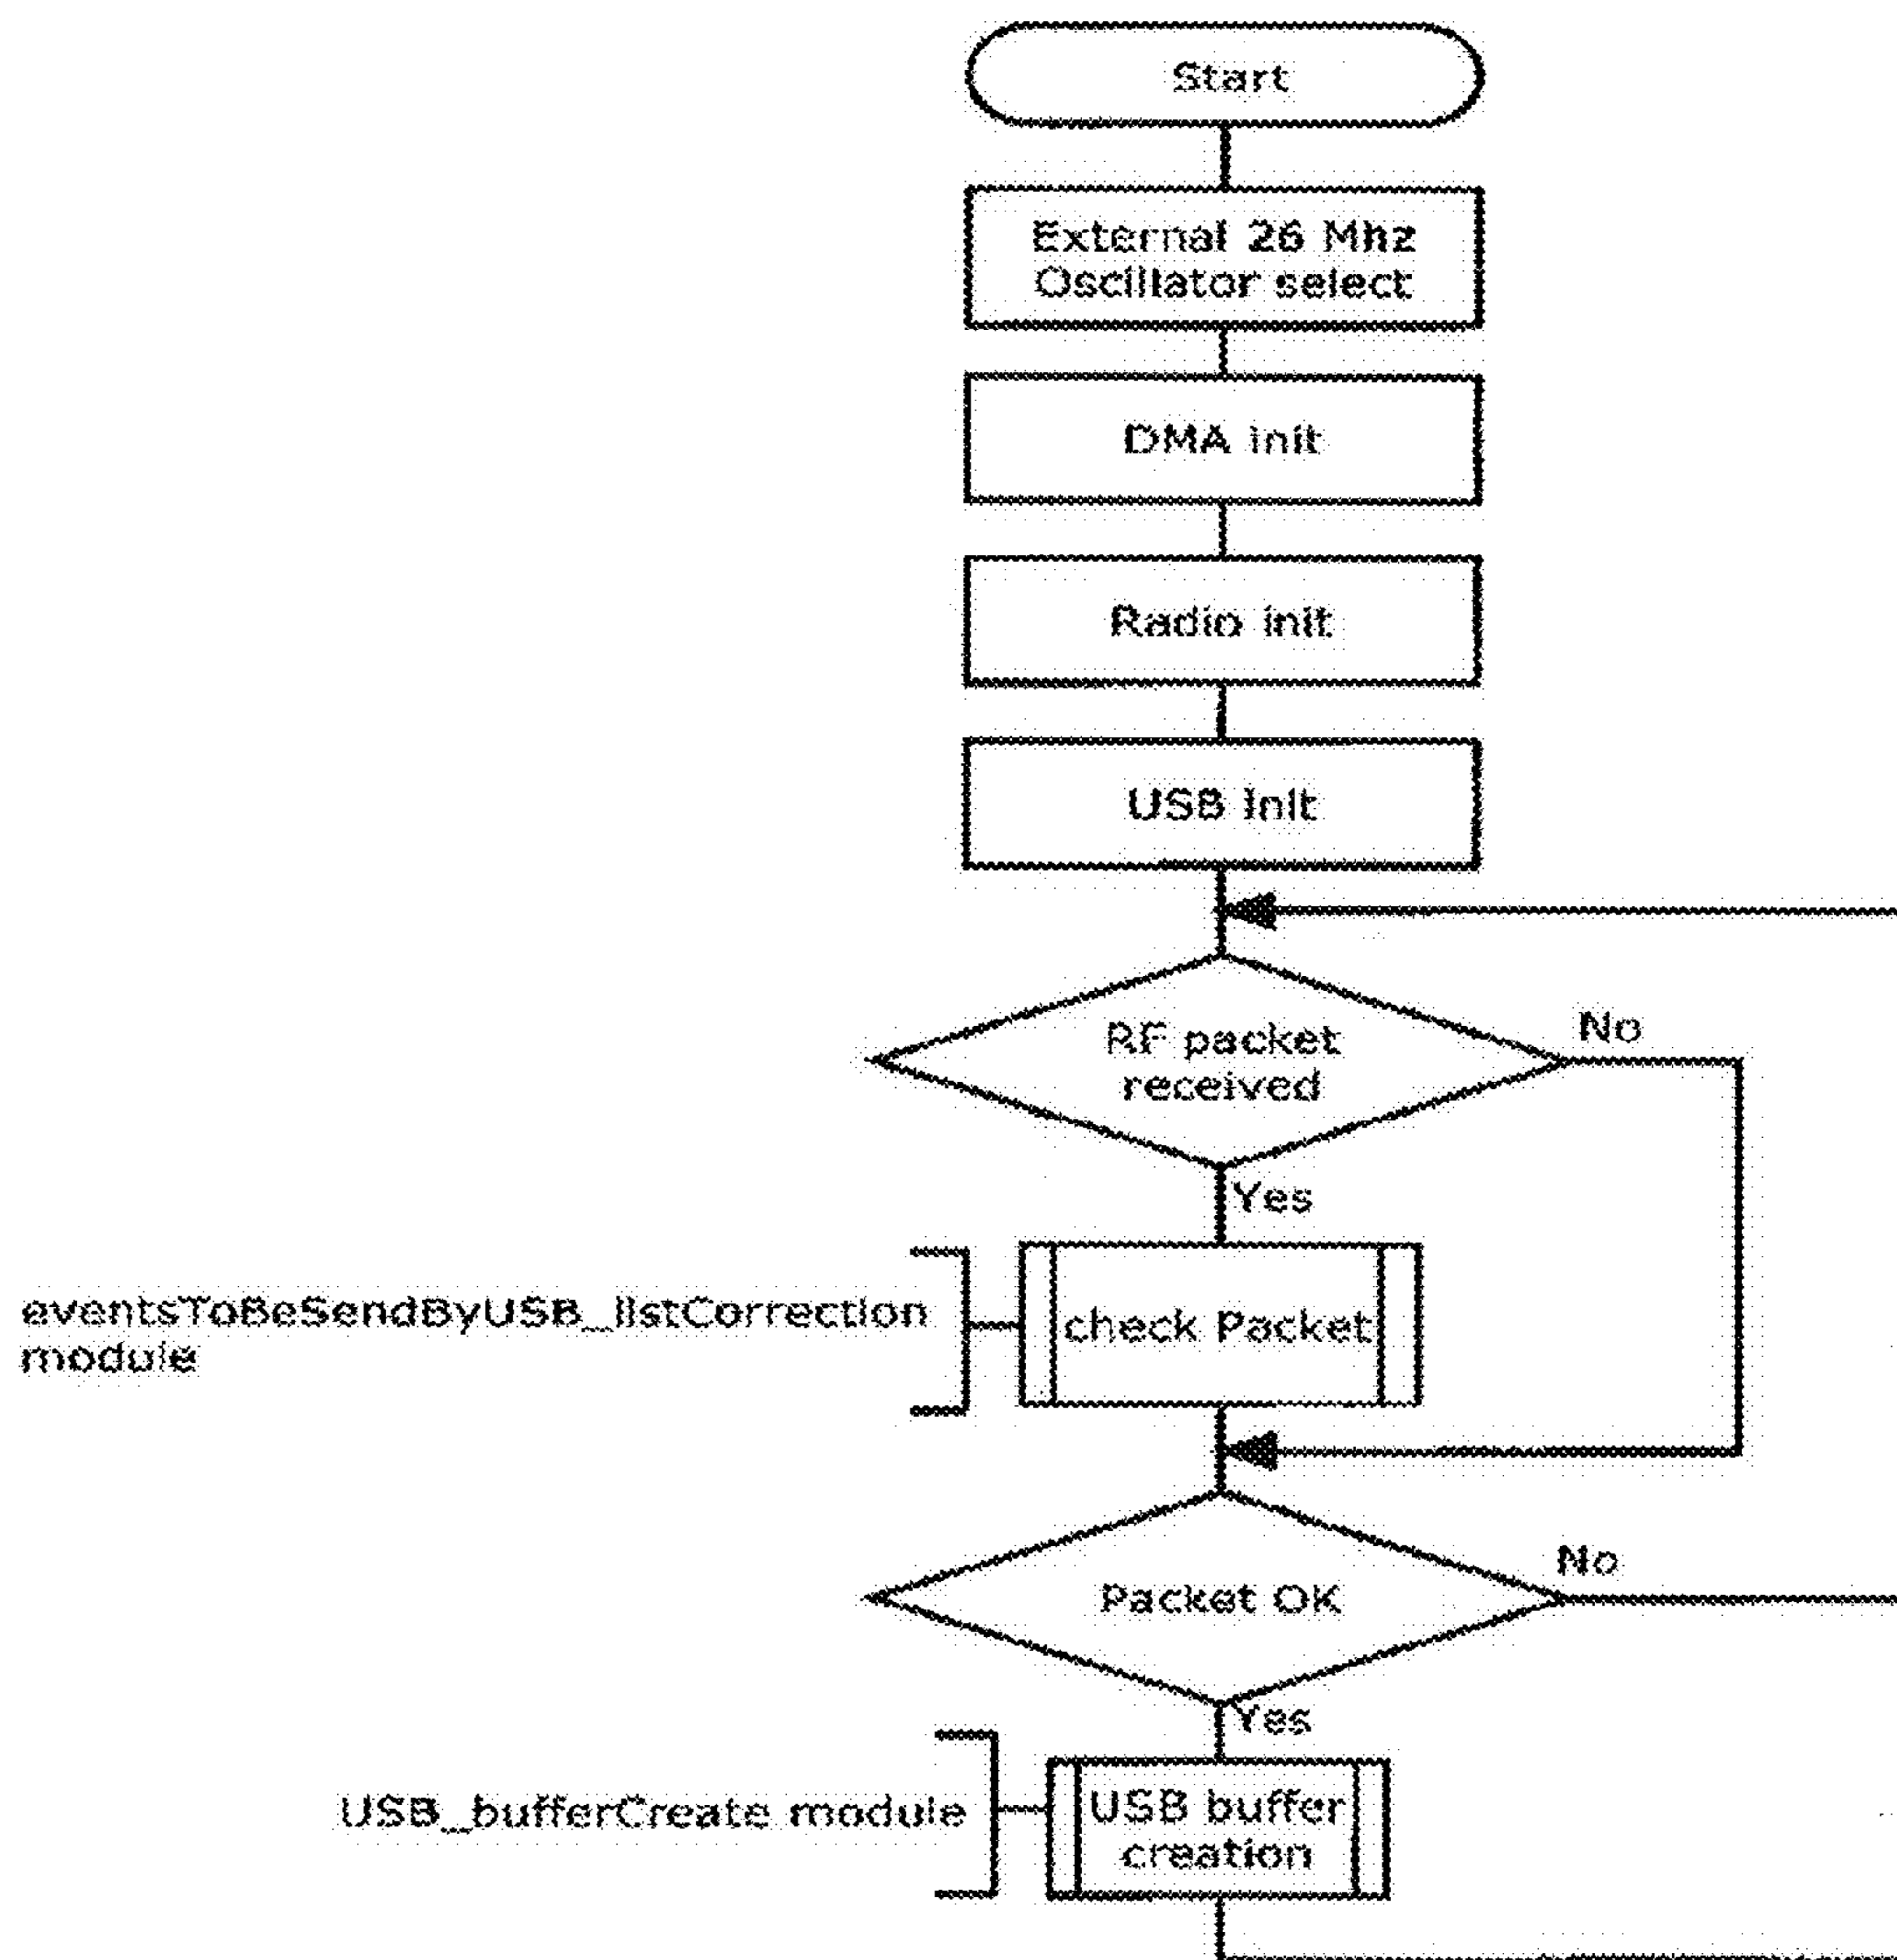 Start
External 26 Mhz
Oscillator select
DMA init
Radio init
USB init
RF packet
received
No
Yes
eventsToBeSendByUSB_listCorrection
module
check Packet
Packet OK
No
Yes
USB_bufferCreate module
USB buffer
creation